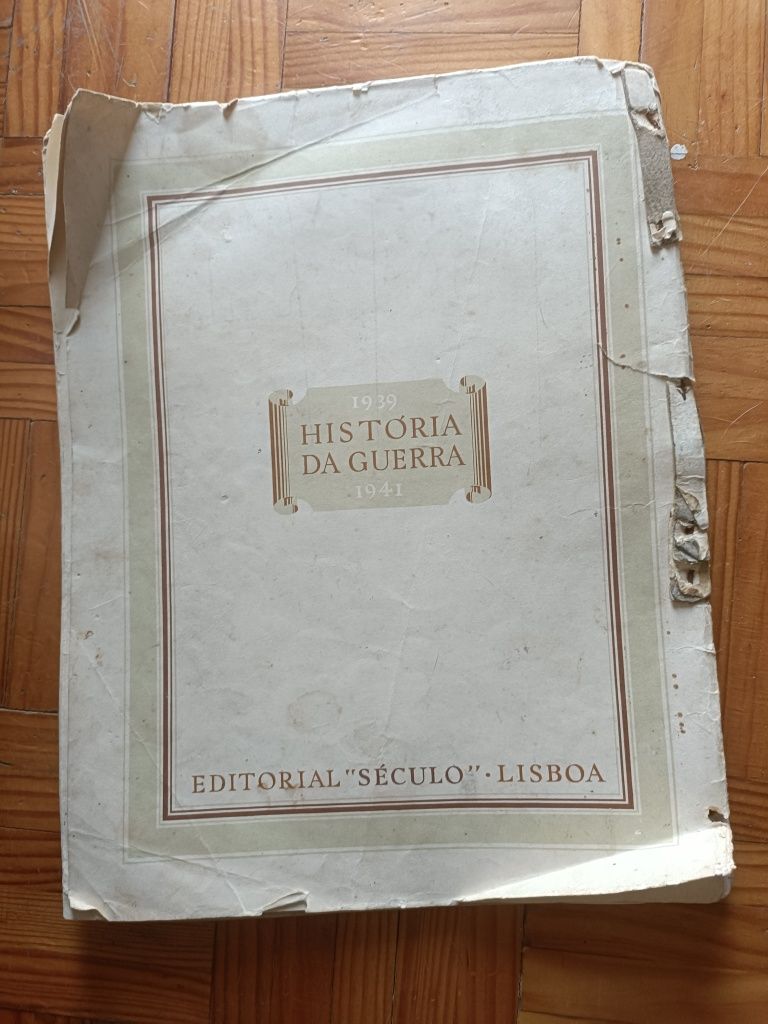 1939
HISTÓRIA
DA GUERRA
1941
EDITORIAL "SÉCULO" · LISBOA